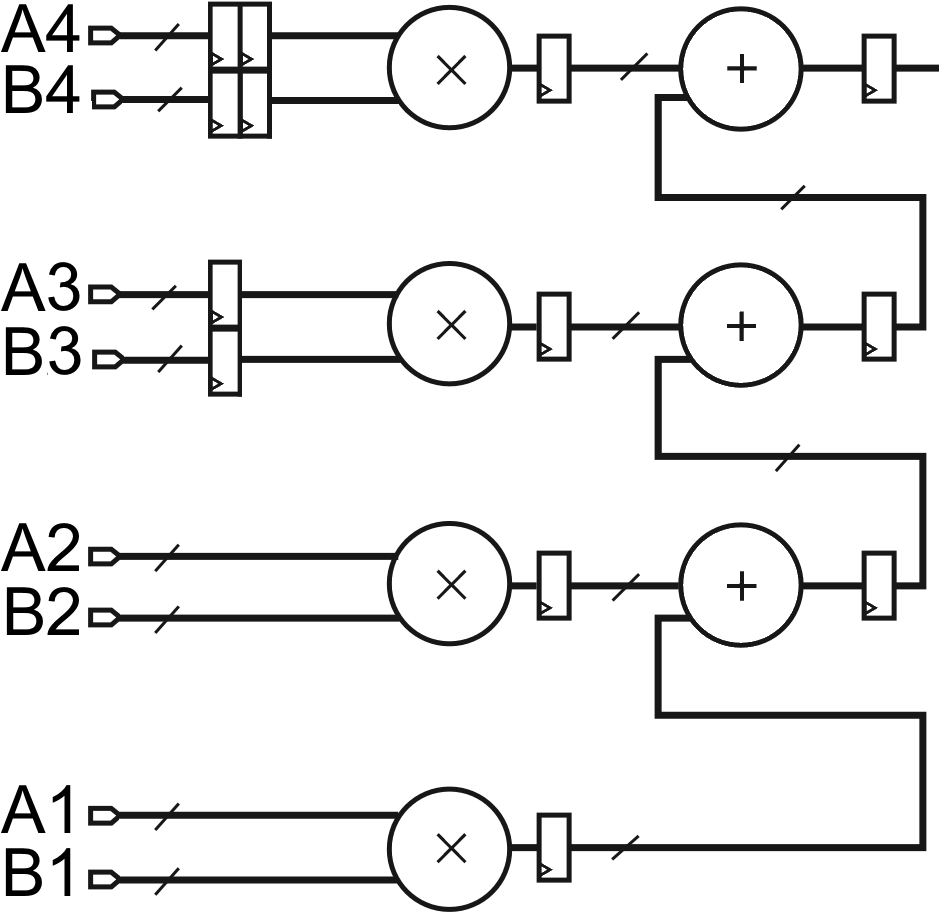 A4
B4
×
+
A3
B3
×
+
A2
B2
×
+
A1
B1
×